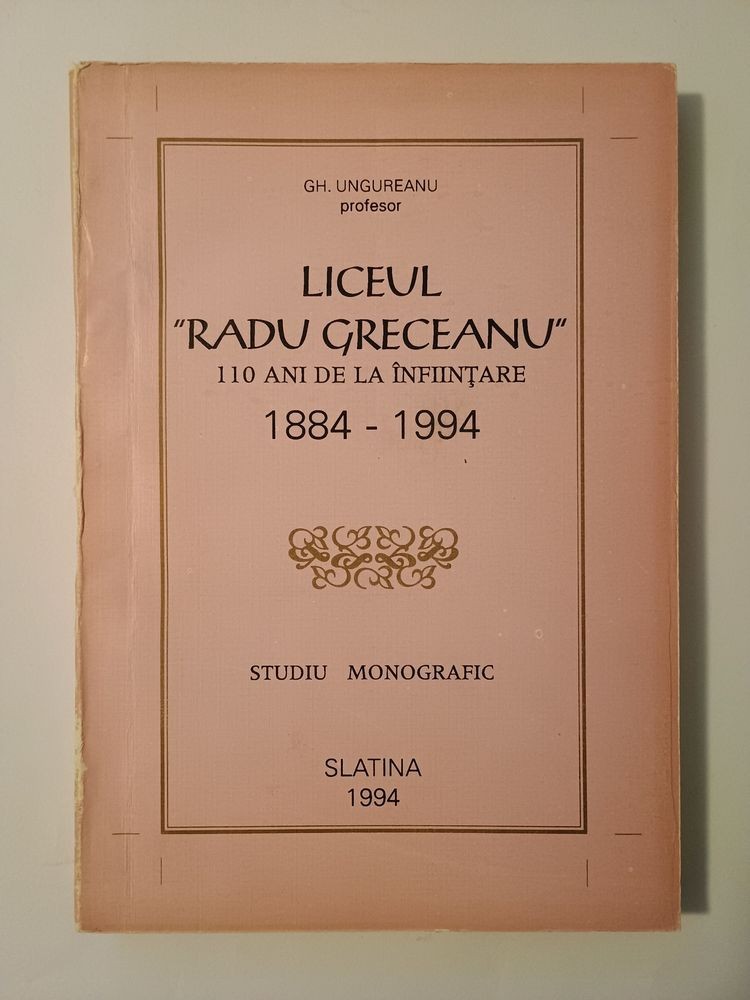 GH. UNGUREANU
profesor
LICEUL
"RADU GRECEANU"
110 ANI DE LA ÎNFIINŢARE
1884 - 1994
STUDIU MONOGRAFIC
SLATINA
1994